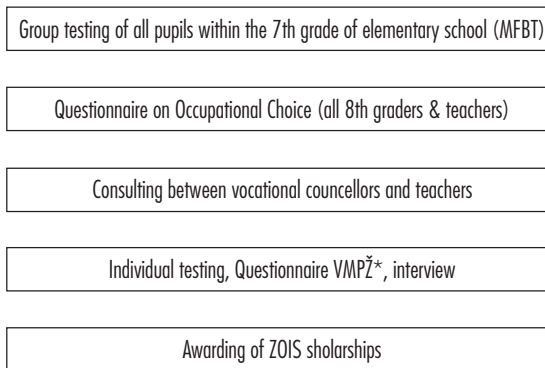 Group testing of all pupils within the 7th grade of elementary school (MFBT)
Questionnaire on Occupational Choice (all 8th graders & teachers)
Consulting between vocational councellors and teachers
Individual testing, Questionnaire VMPŽ*, interview
Awarding of ZOIS sholarships